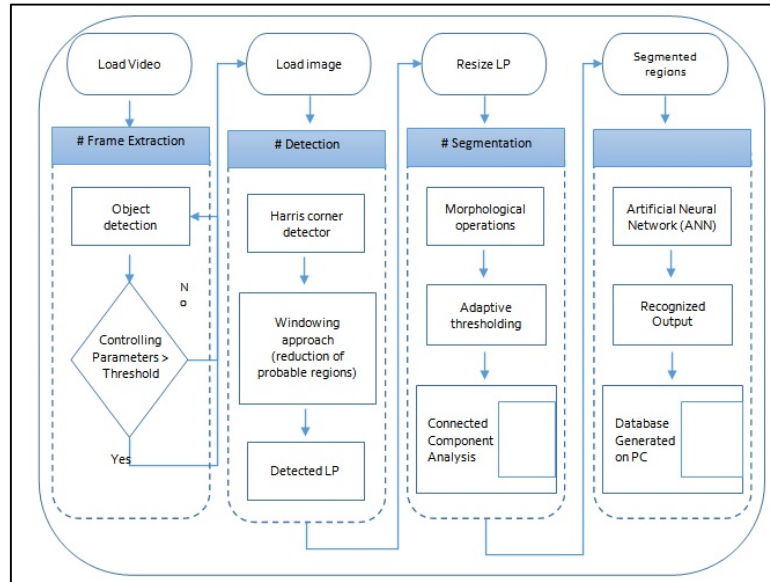 Load Video
# Frame Extraction
Object
detection
N
o
Controlling
Parameters >
Threshold
Yes
Load image
# Detection
Harris corner
detector
Windowing
approach
(reduction of
probable regions)
Detected LP
Resize LP
# Segmentation
Morphological
operations
Adaptive
thresholding
Connected
Component
Analysis
Segmented
regions
Artificial Neural
Network (ANN)
Recognized
Output
Database
Generated
on PC